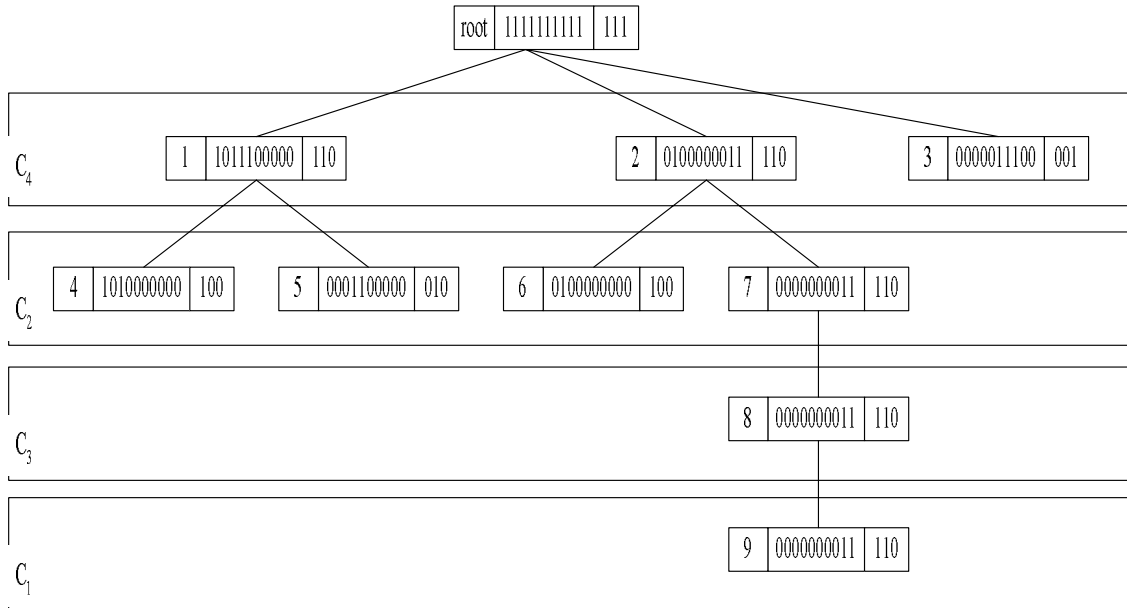 root 1111111111 111
C4
1 1011100000 110
2 0100000011 110
3 0000011100 001
C2
4 1010000000 100
5 0001100000 010
6 0100000000 100
7 0000000011 110
C3
8 0000000011 110
C1
9 0000000011 110